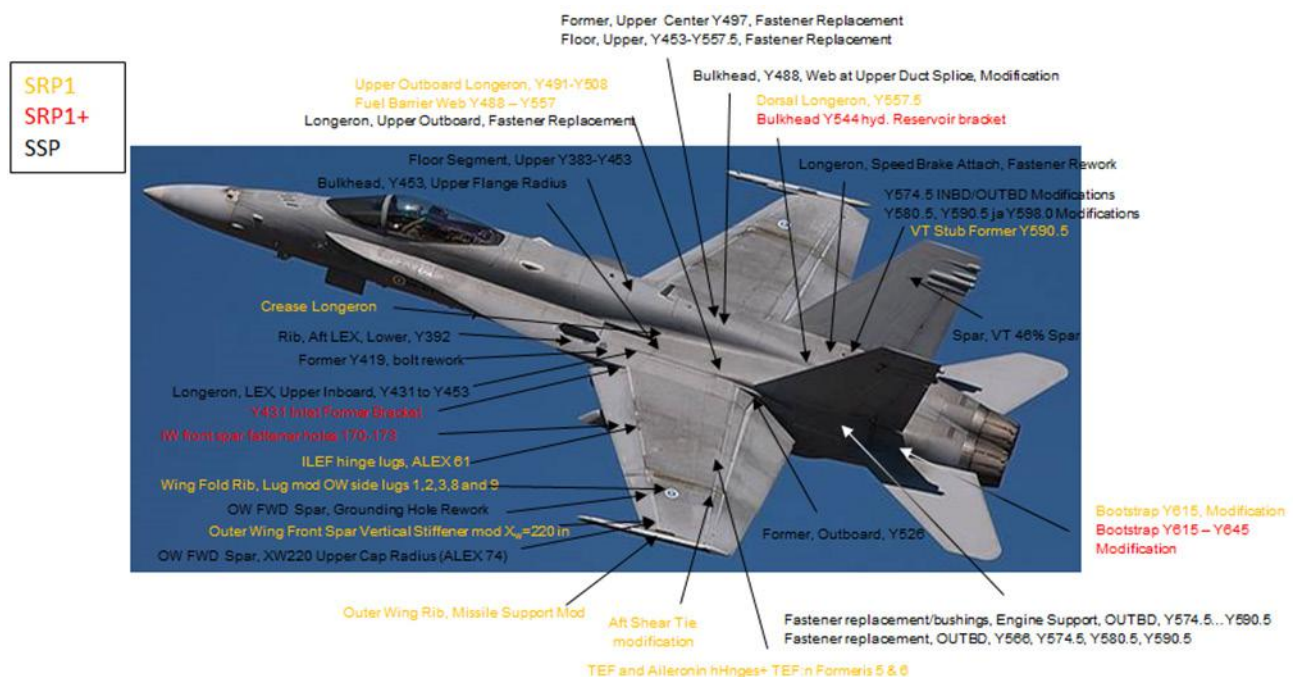 Former, Upper Center Y497, Fastener Replacement
Floor, Upper, Y453-Y557.5, Fastener Replacement
SRP1
SRP1+
SSP
Bulkhead, Y488, Web at Upper Duct Splice, Modification
Upper Outboard Longeron, Y491-Y508
Fuel Barrier Web Y488 – Y557
Longeron, Upper Outboard, Fastener Replacement
Dorsal Longeron, Y557.5
Bulkhead Y544 hyd. Reservoir bracket
Floor Segment, Upper Y383-Y453
Bulkhead, Y453, Upper Flange Radius
Longeron, Speed Brake Attach, Fastener Rework
Y574.5 INBD/OUTBD Modifications
Y580.5, Y590.5 ja Y598.0 Modifications
VT Stub Former Y590.5
Crease Longeron
Rib, Aft LEX, Lower, Y392
Former Y419, bolt rework
Spar, VT 46% Spar
Longeron, LEX, Upper Inboard, Y431 to Y453
Y431 Inlet Former Bracket
IW front spar fastener holes 170-173
ILEF hinge lugs, ALEX 61
Wing Fold Rib, Lug mod OW side lugs 1,2,3,8 and 9
OW FWD Spar, Grounding Hole Rework
Outer Wing Front Spar Vertical Stiffener mod Xw=220 in
OW FWD Spar, XW220 Upper Cap Radius (ALEX 74)
Former, Outboard, Y526
Bootstrap Y615, Modification
Bootstrap Y615 – Y645
Modification
Outer Wing Rib, Missile Support Mod
Aft Shear Tie
modification
Fastener replacement/bushings, Engine Support, OUTBD, Y574.5...Y590.5
Fastener replacement, OUTBD, Y566, Y574.5, Y580.5, Y590.5
TEF and Aileronin hHnges+ TEF:n Formeris 5 & 6